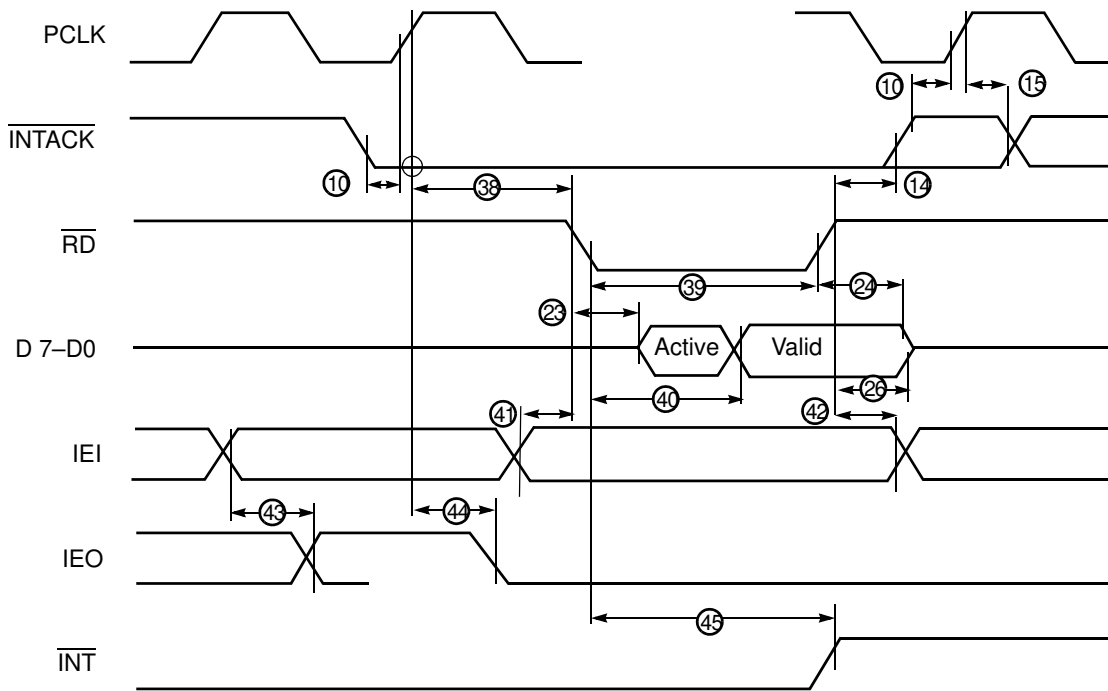 PCLK
10
15
INTACK
10
38
14
RD
39
24
23
D 7–D0
Active
Valid
26
40
41
42
IEI
43
44
IEO
45
INT